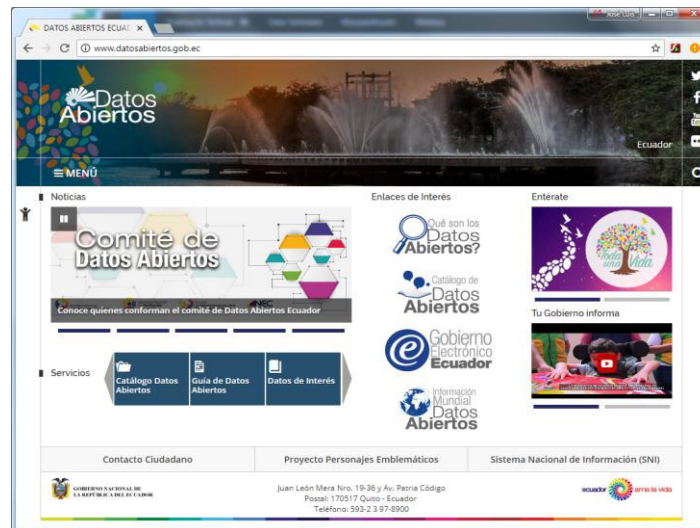 José Luis
DATOS ABIERTOS ECUA
www.datosabiertos.gob.ec
Datos
Abiertos
Ecuador
MENÚ
Noticias
Enlaces de Interés
Entérate
Comité de
Datos Abiertos
Conoce quienes conforman el comité de Datos Abiertos Ecuador
Qué son los
Datos
Abiertos?
Catálogo de
Datos
Abiertos
Gobierno
Electrónico
Ecuador
Información
Mundial
Datos
Abiertos
Toda
una Vida
Tu Gobierno informa
Servicios
Catálogo Datos
Abiertos
Guía de Datos
Abiertos
Datos de Interés
Contacto Ciudadano
Proyecto Personajes Emblemáticos
Sistema Nacional de Información (SNI)
GOBIERNO NACIONAL DE
LA REPÚBLICA DEL ECUADOR
Juan León Mera Nro. 19-36 y Av. Patria Código
Postal: 170517 Quito - Ecuador
Teléfono: 593-2 3 97-8900
ecuador ama la vida